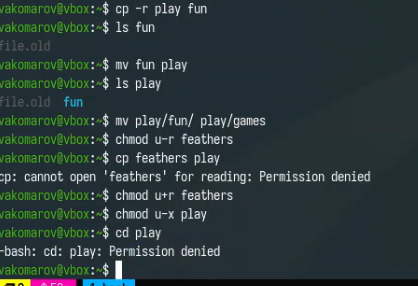 vakomarov@vbox:~$ cp -r play fun
vakomarov@vbox:~$ ls fun
file.old
vakomarov@vbox:~$ mv fun play
vakomarov@vbox:~$ ls play
file.old  fun
vakomarov@vbox:~$ mv play/fun/ play/games
vakomarov@vbox:~$ chmod u-r feathers
vakomarov@vbox:~$ cp feathers play
cp: cannot open 'feathers' for reading: Permission denied
vakomarov@vbox:~$ chmod u+r feathers
vakomarov@vbox:~$ chmod u-x play
vakomarov@vbox:~$ cd play
-bash: cd: play: Permission denied
vakomarov@vbox:~$